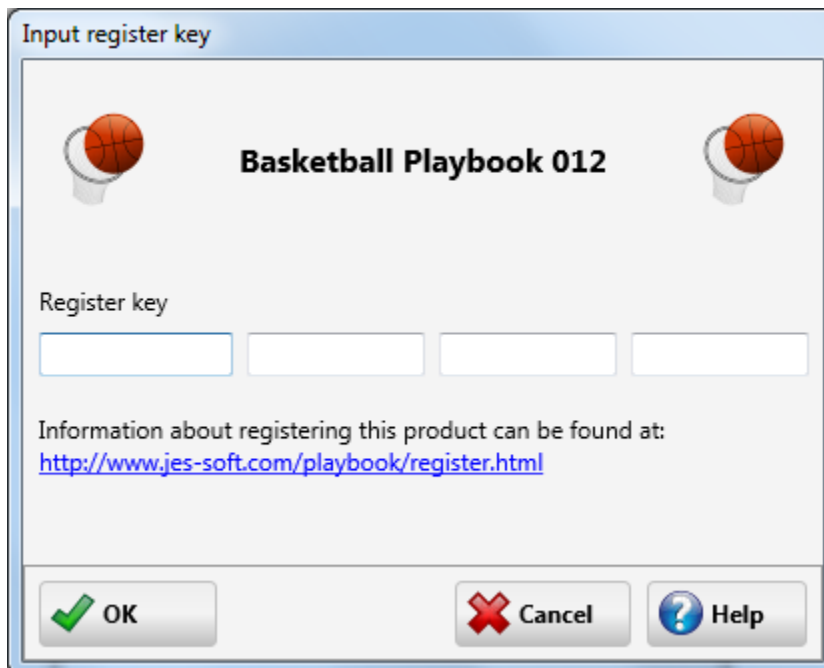 Input register key
Basketball Playbook 012
Register key
Information about registering this product can be found at:
http://www.jes-soft.com/playbook/register.html
OK
Cancel
Help